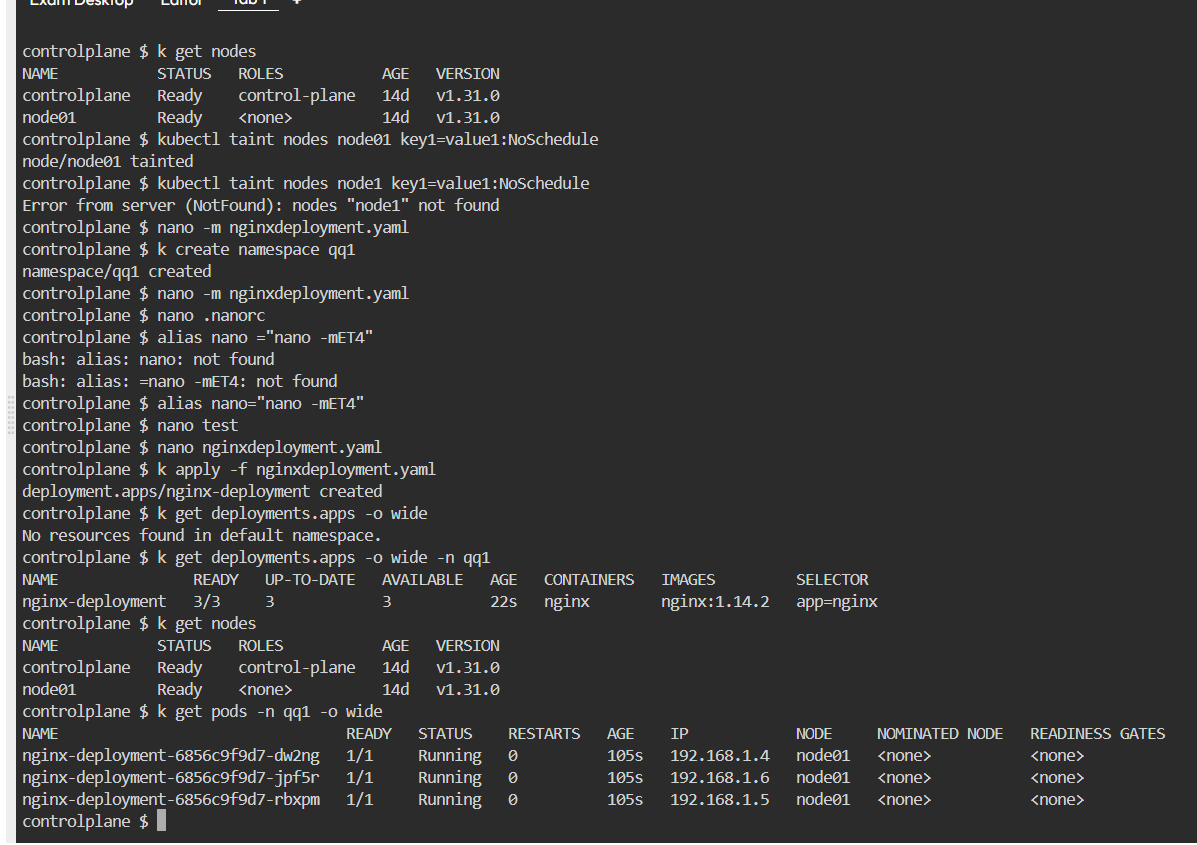 Exam Desktop Editor Tab 1 +
controlplane $ k get nodes
NAME STATUS ROLES AGE VERSION
controlplane Ready control-plane 14d v1.31.0
node01 Ready <none> 14d v1.31.0
controlplane $ kubectl taint nodes node01 key1=value1:NoSchedule
node/node01 tainted
controlplane $ kubectl taint nodes node1 key1=value1:NoSchedule
Error from server (NotFound): nodes "node1" not found
controlplane $ nano -m nginxdeployment.yaml
controlplane $ k create namespace qq1
namespace/qq1 created
controlplane $ nano -m nginxdeployment.yaml
controlplane $ nano .nanorc
controlplane $ alias nano ="nano -mET4"
bash: alias: nano: not found
bash: alias: =nano -mET4: not found
controlplane $ alias nano="nano -mET4"
controlplane $ nano test
controlplane $ nano nginxdeployment.yaml
controlplane $ k apply -f nginxdeployment.yaml
deployment.apps/nginx-deployment created
controlplane $ k get deployments.apps -o wide
No resources found in default namespace.
controlplane $ k get deployments.apps -o wide -n qq1
NAME READY UP-TO-DATE AVAILABLE AGE CONTAINERS IMAGES SELECTOR
nginx-deployment 3/3 3 3 22s nginx nginx:1.14.2 app=nginx
controlplane $ k get nodes
NAME STATUS ROLES AGE VERSION
controlplane Ready control-plane 14d v1.31.0
node01 Ready <none> 14d v1.31.0
controlplane $ k get pods -n qq1 -o wide
NAME READY STATUS RESTARTS AGE IP NODE NOMINATED NODE READINESS GATES
nginx-deployment-6856c9f9d7-dw2ng 1/1 Running 0 105s 192.168.1.4 node01 <none> <none>
nginx-deployment-6856c9f9d7-jpf5r 1/1 Running 0 105s 192.168.1.6 node01 <none> <none>
nginx-deployment-6856c9f9d7-rbxpm 1/1 Running 0 105s 192.168.1.5 node01 <none> <none>
controlplane $